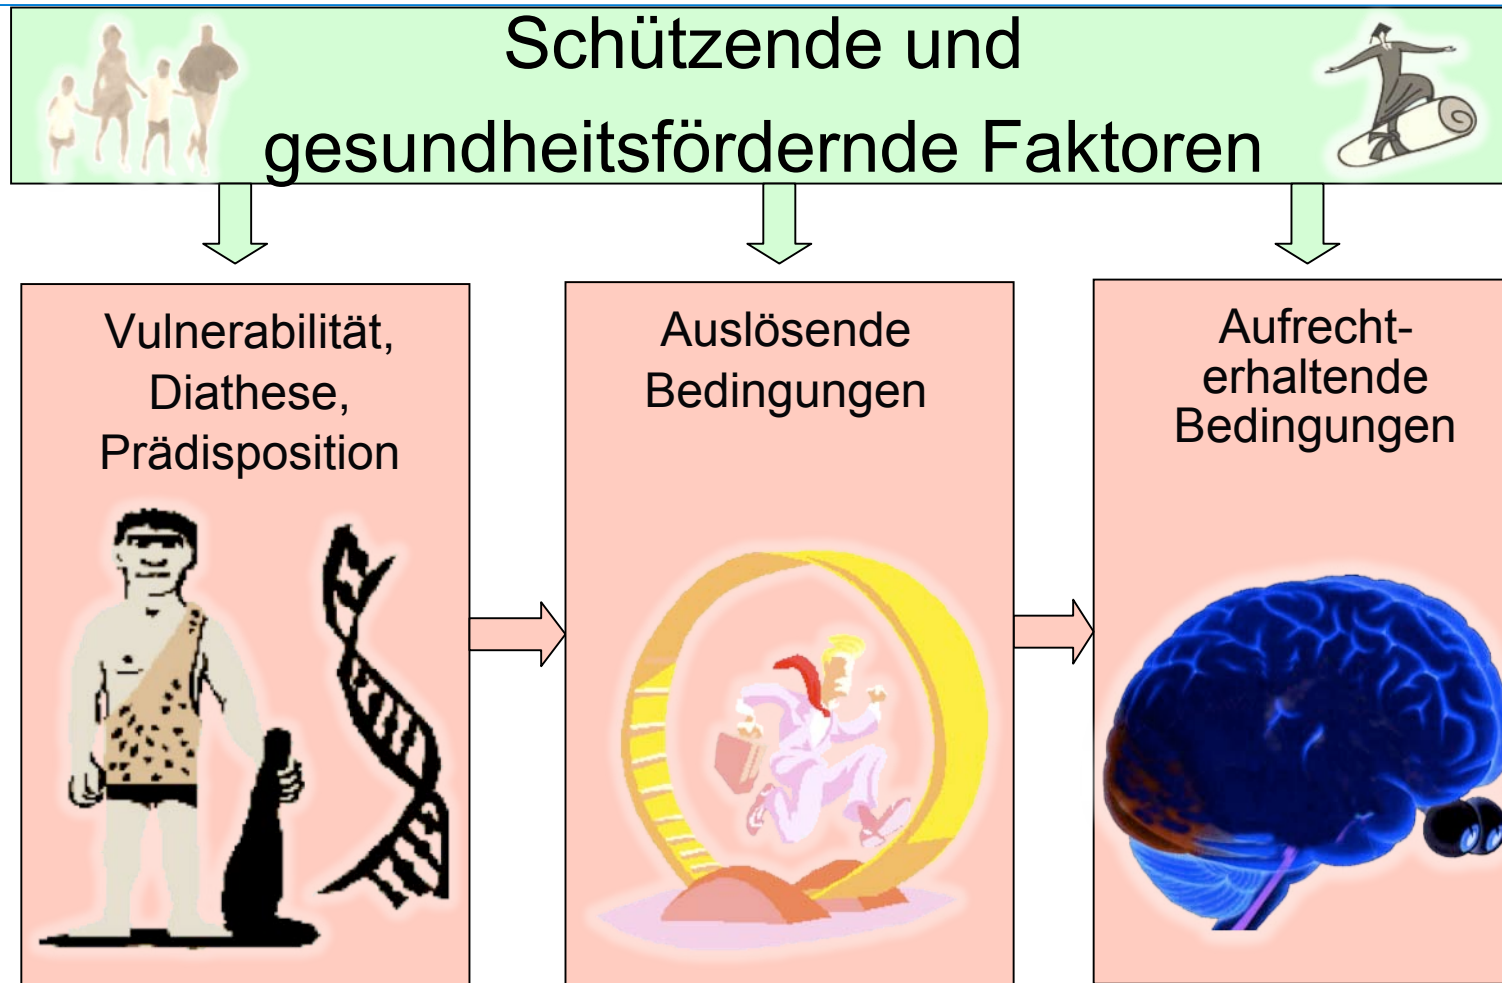 Schützende und
gesundheitsfördernde Faktoren
Vulnerabilität,
Diathese,
Prädisposition
Auslösende
Bedingungen
Aufrecht-
erhaltende
Bedingungen